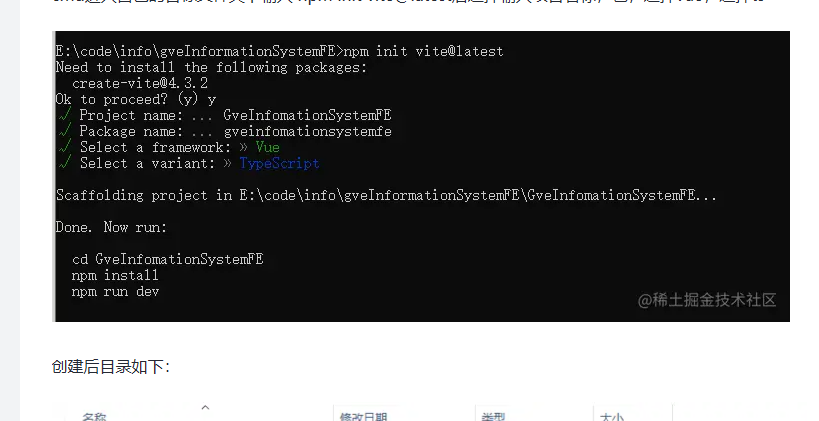 E:\code\info\gveInformationSystemFE>npm init vite@latest
Need to install the following packages:
create-vite@4.3.2
Ok to proceed? (y) y
√ Project name: ... GveInfomationSystemFE
√ Package name: ... gveinfomationsystemfe
√ Select a framework: » Vue
√ Select a variant: » TypeScript
Scaffolding project in E:\code\info\gveInformationSystemFE\GveInfomationSystemFE...
Done. Now run:
cd GveInfomationSystemFE
npm install
npm run dev
@稀土掘金技术社区
创建后目录如下：
名称 修改日期 类型 大小